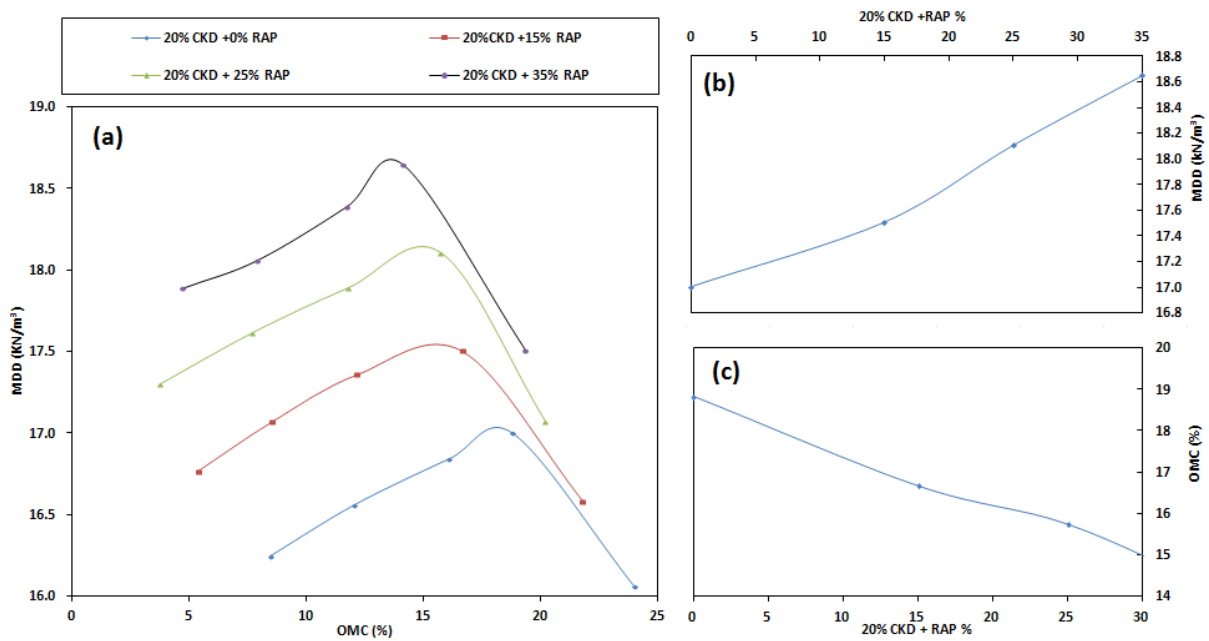 20% CKD +0% RAP
20%CKD +15% RAP
20% CKD + 25% RAP
20% CKD + 35% RAP
(a)
MDD (KN/m³)
19.0
18.5
18.0
17.5
17.0
16.5
16.0
0 5 10 15 20 25
OMC (%)
20% CKD +RAP %
0 5 10 15 20 25 30 35
(b)
18.8
18.6
18.4
18.2
18.0
17.8
17.6
17.4
17.2
17.0
16.8
MDD (kN/m³)
(c)
20
19
18
17
16
15
14
OMC (%)
0 5 10 15 20 25 30
20% CKD + RAP %